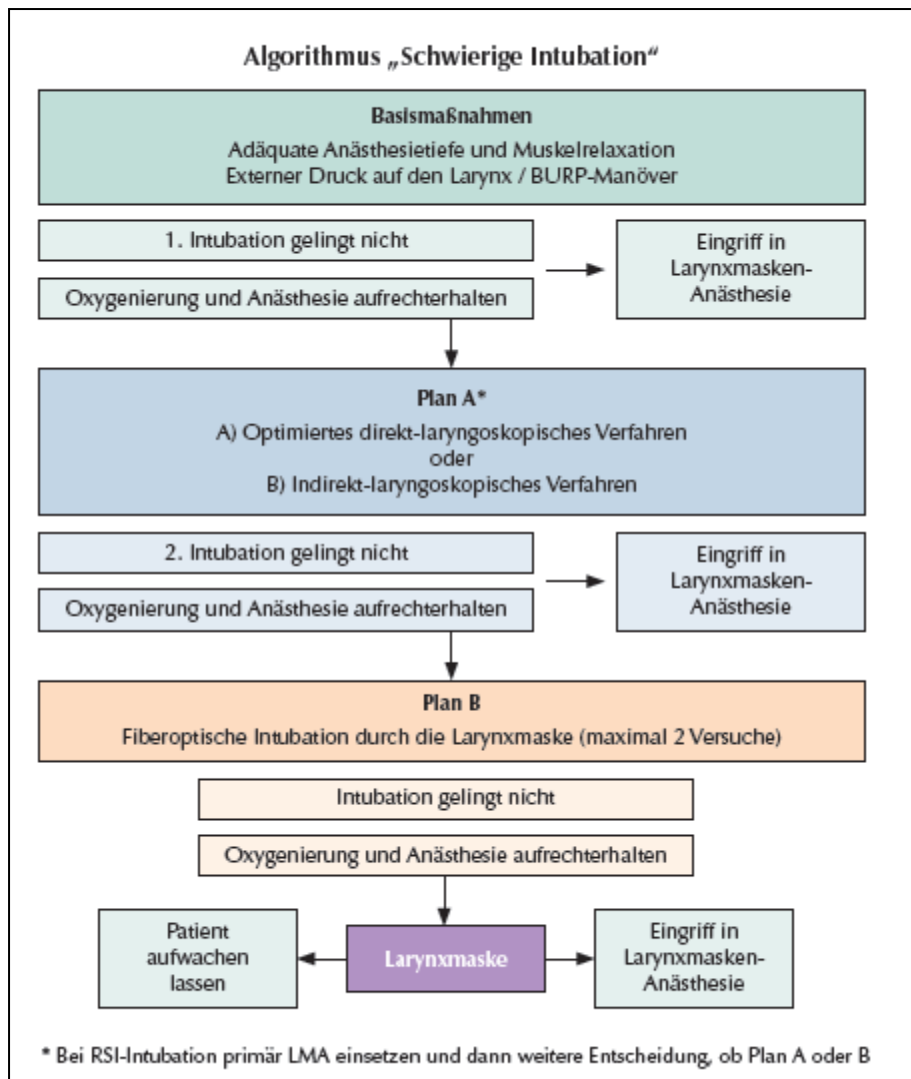 Algorithmus „Schwierige Intubation“
Basismaßnahmen
Adäquate Anästhesietiefe und Muskelrelaxation
Externer Druck auf den Larynx / BURP-Manöver
1. Intubation gelingt nicht
Oxygenierung und Anästhesie aufrechterhalten
Eingriff in
Larynxmasken-
Anästhesie
Plan A*
A) Optimiertes direkt-laryngoskopisches Verfahren
oder
B) Indirekt-laryngoskopisches Verfahren
2. Intubation gelingt nicht
Oxygenierung und Anästhesie aufrechterhalten
Eingriff in
Larynxmasken-
Anästhesie
Plan B
Fiberoptische Intubation durch die Larynxmaske (maximal 2 Versuche)
Intubation gelingt nicht
Oxygenierung und Anästhesie aufrechterhalten
Patient
aufwachen
lassen
Larynxmaske
Eingriff in
Larynxmasken-
Anästhesie
* Bei RSI-Intubation primär LMA einsetzen und dann weitere Entscheidung, ob Plan A oder B